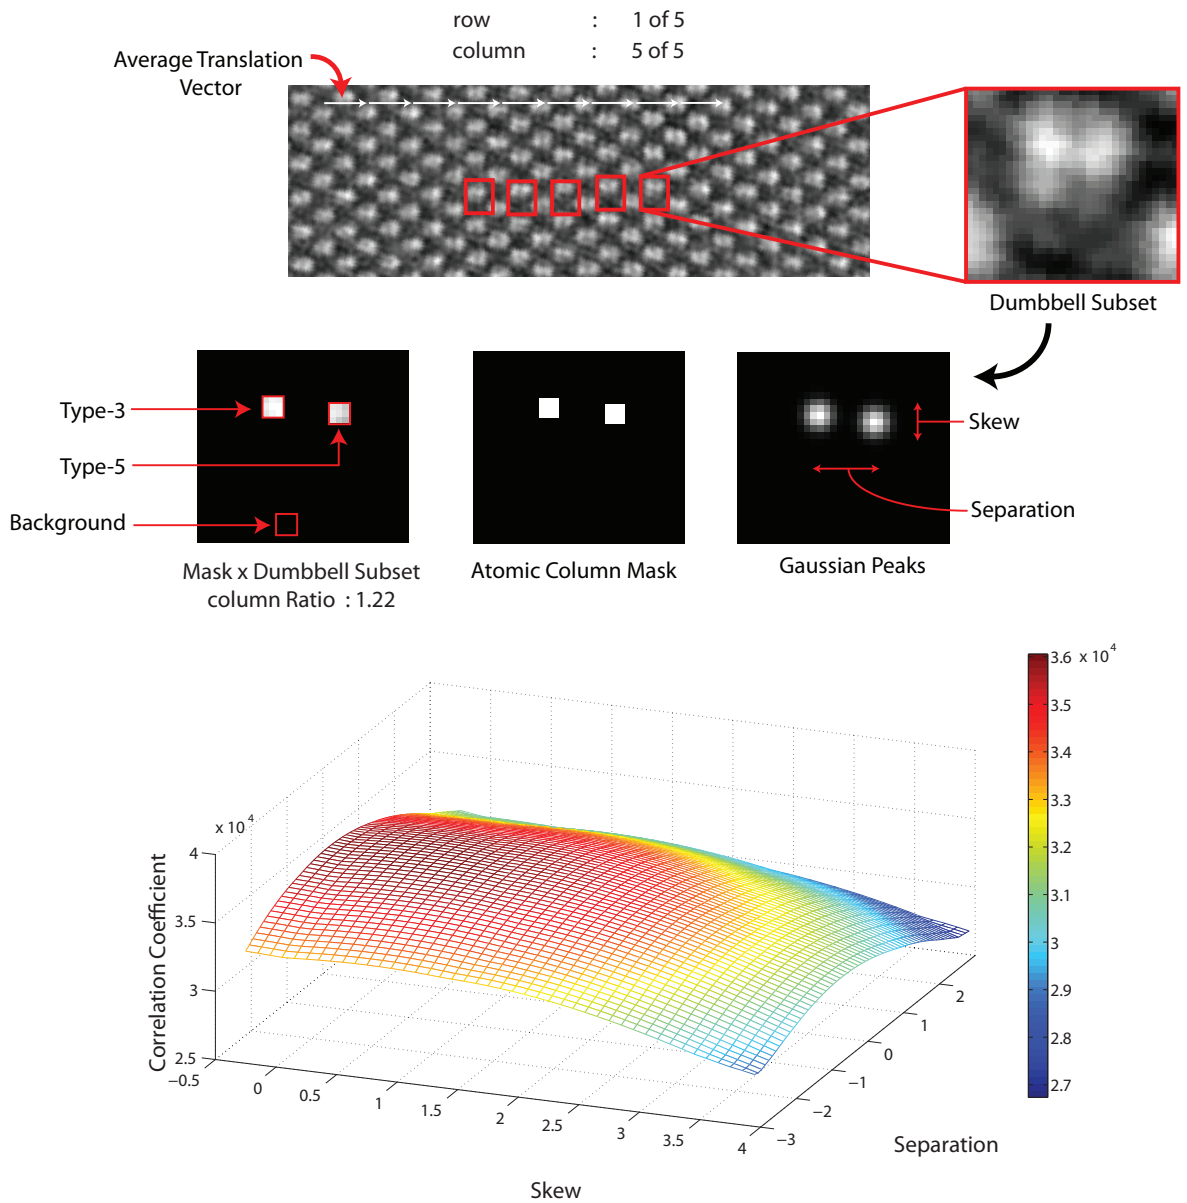 row : 1 of 5
column : 5 of 5
Average Translation
Vector
Dumbbell Subset
Type-3
Type-5
Background
Skew
Separation
Mask x Dumbbell Subset
column Ratio : 1.22
Atomic Column Mask
Gaussian Peaks
3.6 x 10^4
3.5
3.4
3.3
3.2
3.1
3
2.9
2.8
2.7
x 10^4
4
3.5
3
2.5
Correlation Coefficient
−0.5
0
0.5
1
1.5
2
2.5
3
3.5
4
Skew
−3
−2
−1
0
1
2
Separation